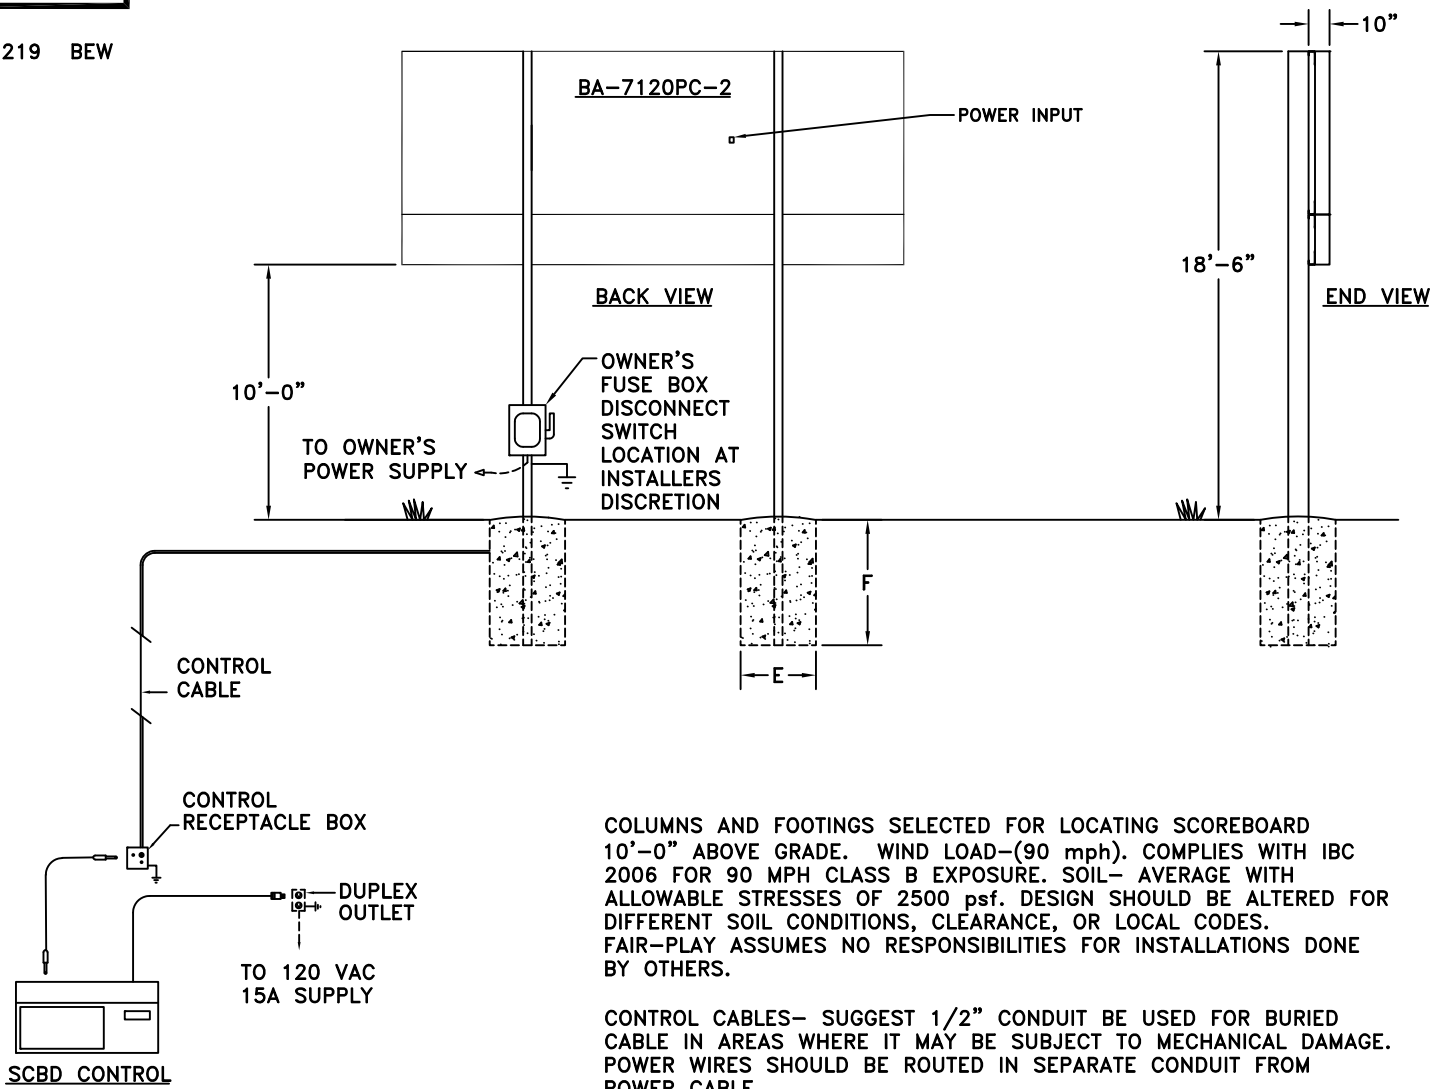 219 BEW
10”
BA-7120PC-2
POWER INPUT
18’-6”
BACK VIEW
END VIEW
10’-0”
OWNER’S
FUSE BOX
DISCONNECT
SWITCH
LOCATION AT
INSTALLERS
DISCRETION
TO OWNER’S
POWER SUPPLY
F
E
CONTROL
CABLE
CONTROL
RECEPTACLE BOX
DUPLEX
OUTLET
TO 120 VAC
15A SUPPLY
SCBD CONTROL
COLUMNS AND FOOTINGS SELECTED FOR LOCATING SCOREBOARD
10’-0” ABOVE GRADE. WIND LOAD-(90 mph). COMPLIES WITH IBC
2006 FOR 90 MPH CLASS B EXPOSURE. SOIL- AVERAGE WITH
ALLOWABLE STRESSES OF 2500 psf. DESIGN SHOULD BE ALTERED FOR
DIFFERENT SOIL CONDITIONS, CLEARANCE, OR LOCAL CODES.
FAIR-PLAY ASSUMES NO RESPONSIBILITIES FOR INSTALLATIONS DONE
BY OTHERS.
CONTROL CABLES- SUGGEST 1/2” CONDUIT BE USED FOR BURIED
CABLE IN AREAS WHERE IT MAY BE SUBJECT TO MECHANICAL DAMAGE.
POWER WIRES SHOULD BE ROUTED IN SEPARATE CONDUIT FROM
POWER CABLE